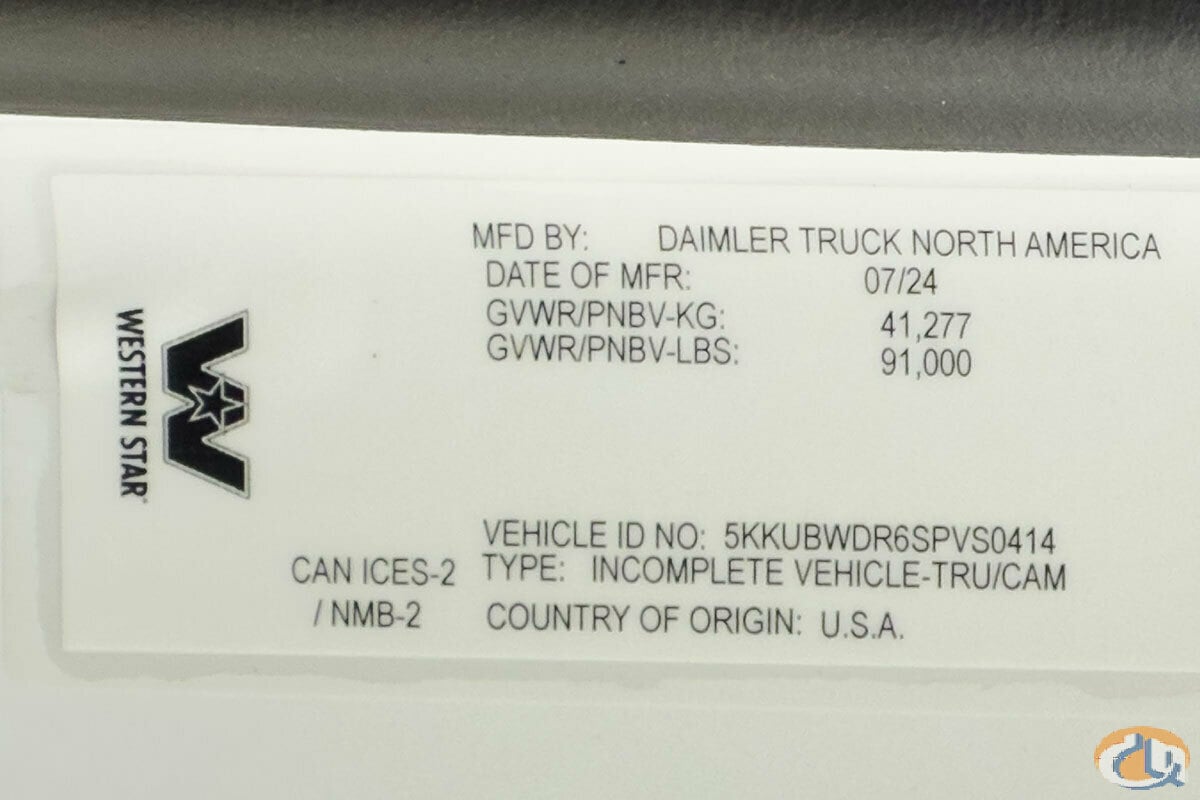 MFD BY: DAIMLER TRUCK NORTH AMERICA
DATE OF MFR: 07/24
GVWR/PNBV-KG: 41,277
GVWR/PNBV-LBS: 91,000
WESTERN STAR
VEHICLE ID NO: 5KKUBWDR6SPVS0414
CAN ICES-2 TYPE: INCOMPLETE VEHICLE-TRU/CAM
/ NMB-2 COUNTRY OF ORIGIN: U.S.A.